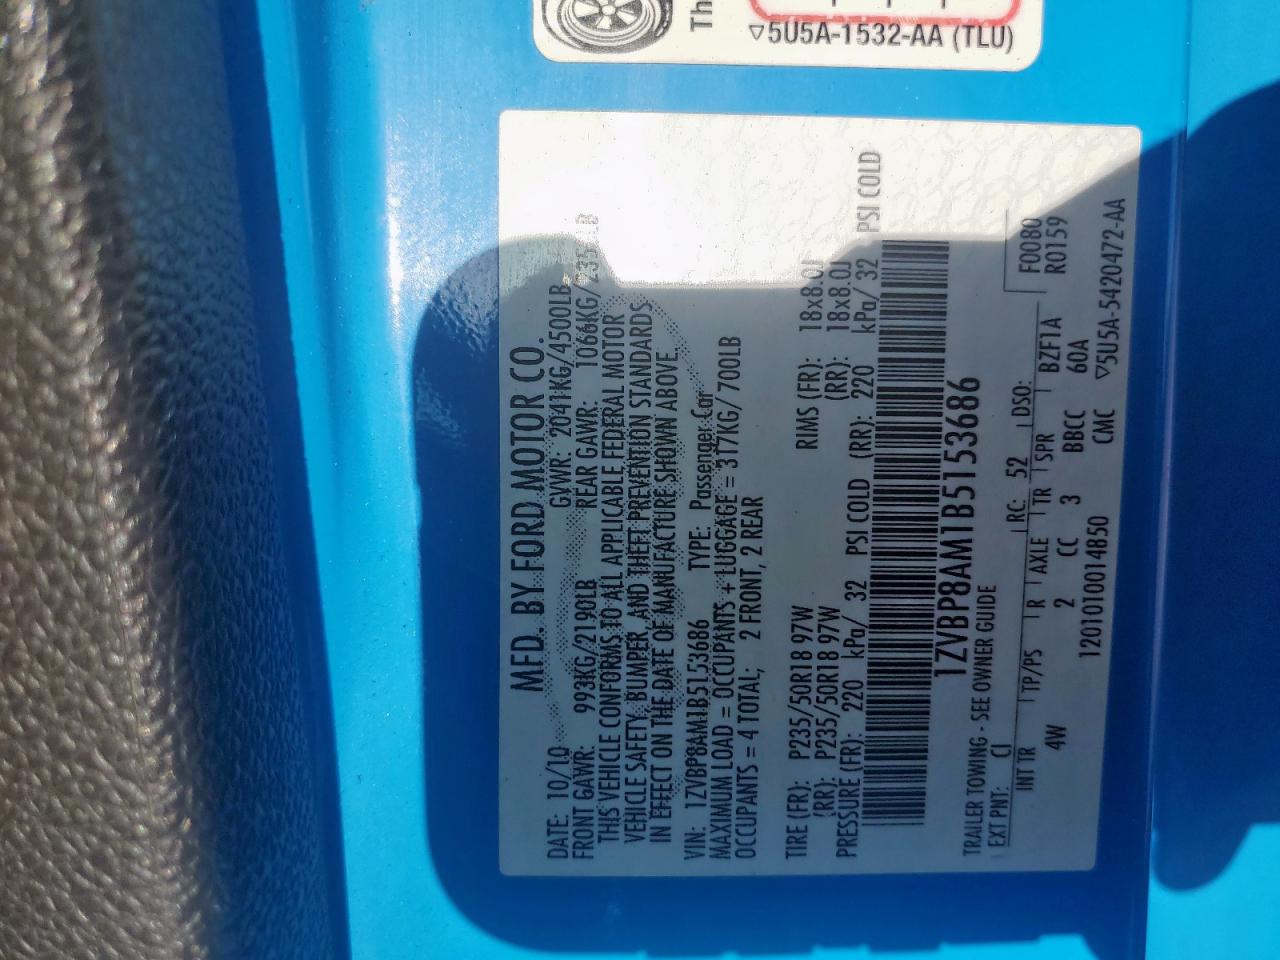 Th
▽5U5A-1532-AA (TLU)
MFD. BY FORD MOTOR CO.
DATE: 10/10 GVWR: 2041KG/4500LB
FRONT GAWR: 993KG/2190LB REAR GAWR: 1066KG/235 LB
THIS VEHICLE CONFORMS TO ALL APPLICABLE FEDERAL MOTOR
VEHICLE SAFETY, BUMPER, AND THEFT PREVENTION STANDARDS
IN EFFECT ON THE DATE OF MANUFACTURE SHOWN ABOVE.
VIN: 1ZVBP8AM1B5153686 TYPE: Passenger Car
MAXIMUM LOAD = OCCUPANTS + LUGGAGE = 317KG/700LB
OCCUPANTS = 4 TOTAL; 2 FRONT, 2 REAR
TIRE (FR): P235/50R18 97W RIMS (FR): 18x8.0J
(RR): P235/50R18 97W (RR): 18x8.0J
PRESSURE (FR): 220 kPa/ 32 PSI COLD (RR): 220 kPa/ 32 PSI COLD
1ZVBP8AM1B5153686
TRAILER TOWING - SEE OWNER GUIDE
EXT PNT: CI RC: 52 DSO: F0080
INT TR TP/PS R AXLE TR SPR BZF1A R0159
4W 2 CC 3 BBCC 60A
12010100014850 CMC ▽5U5A-5420472-AA